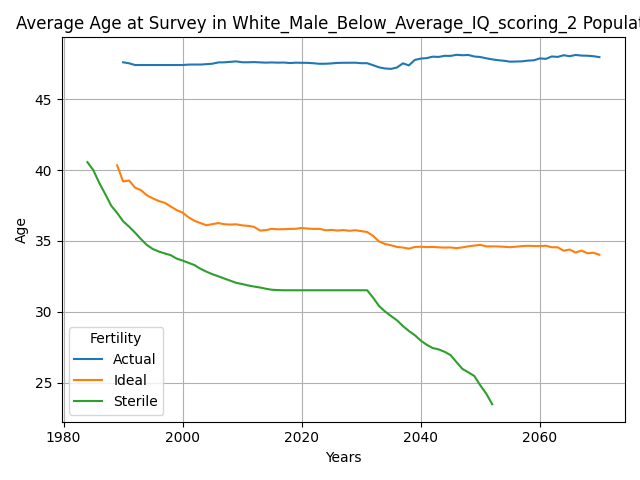 Average Age at Survey in White_Male_Below_Average_IQ_scoring_2 Populat
45
40
35
30
25
Age
Fertility
Actual
Ideal
Sterile
1980 2000 2020 2040 2060
Years